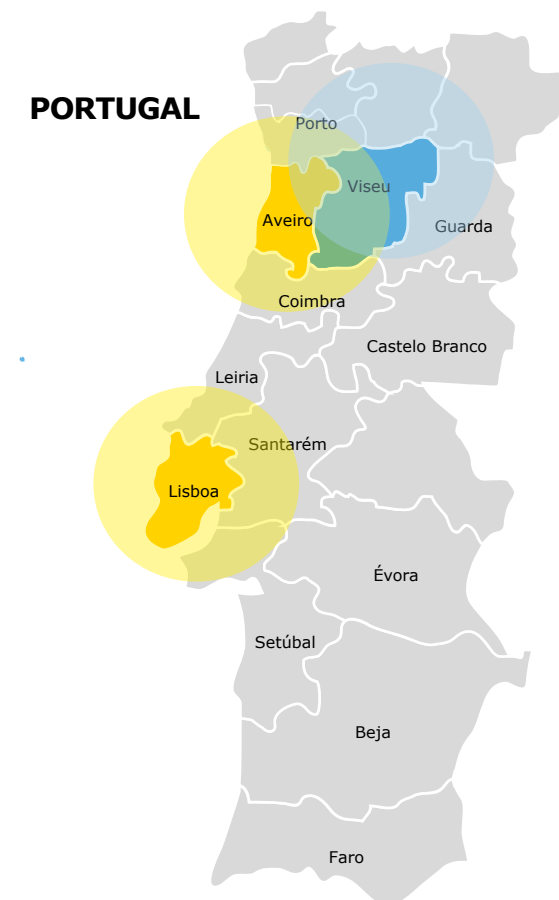 PORTUGAL
Porto
Viseu
Aveiro
Guarda
Coimbra
Castelo Branco
Leiria
Santarém
Lisboa
Évora
Setúbal
Beja
Faro